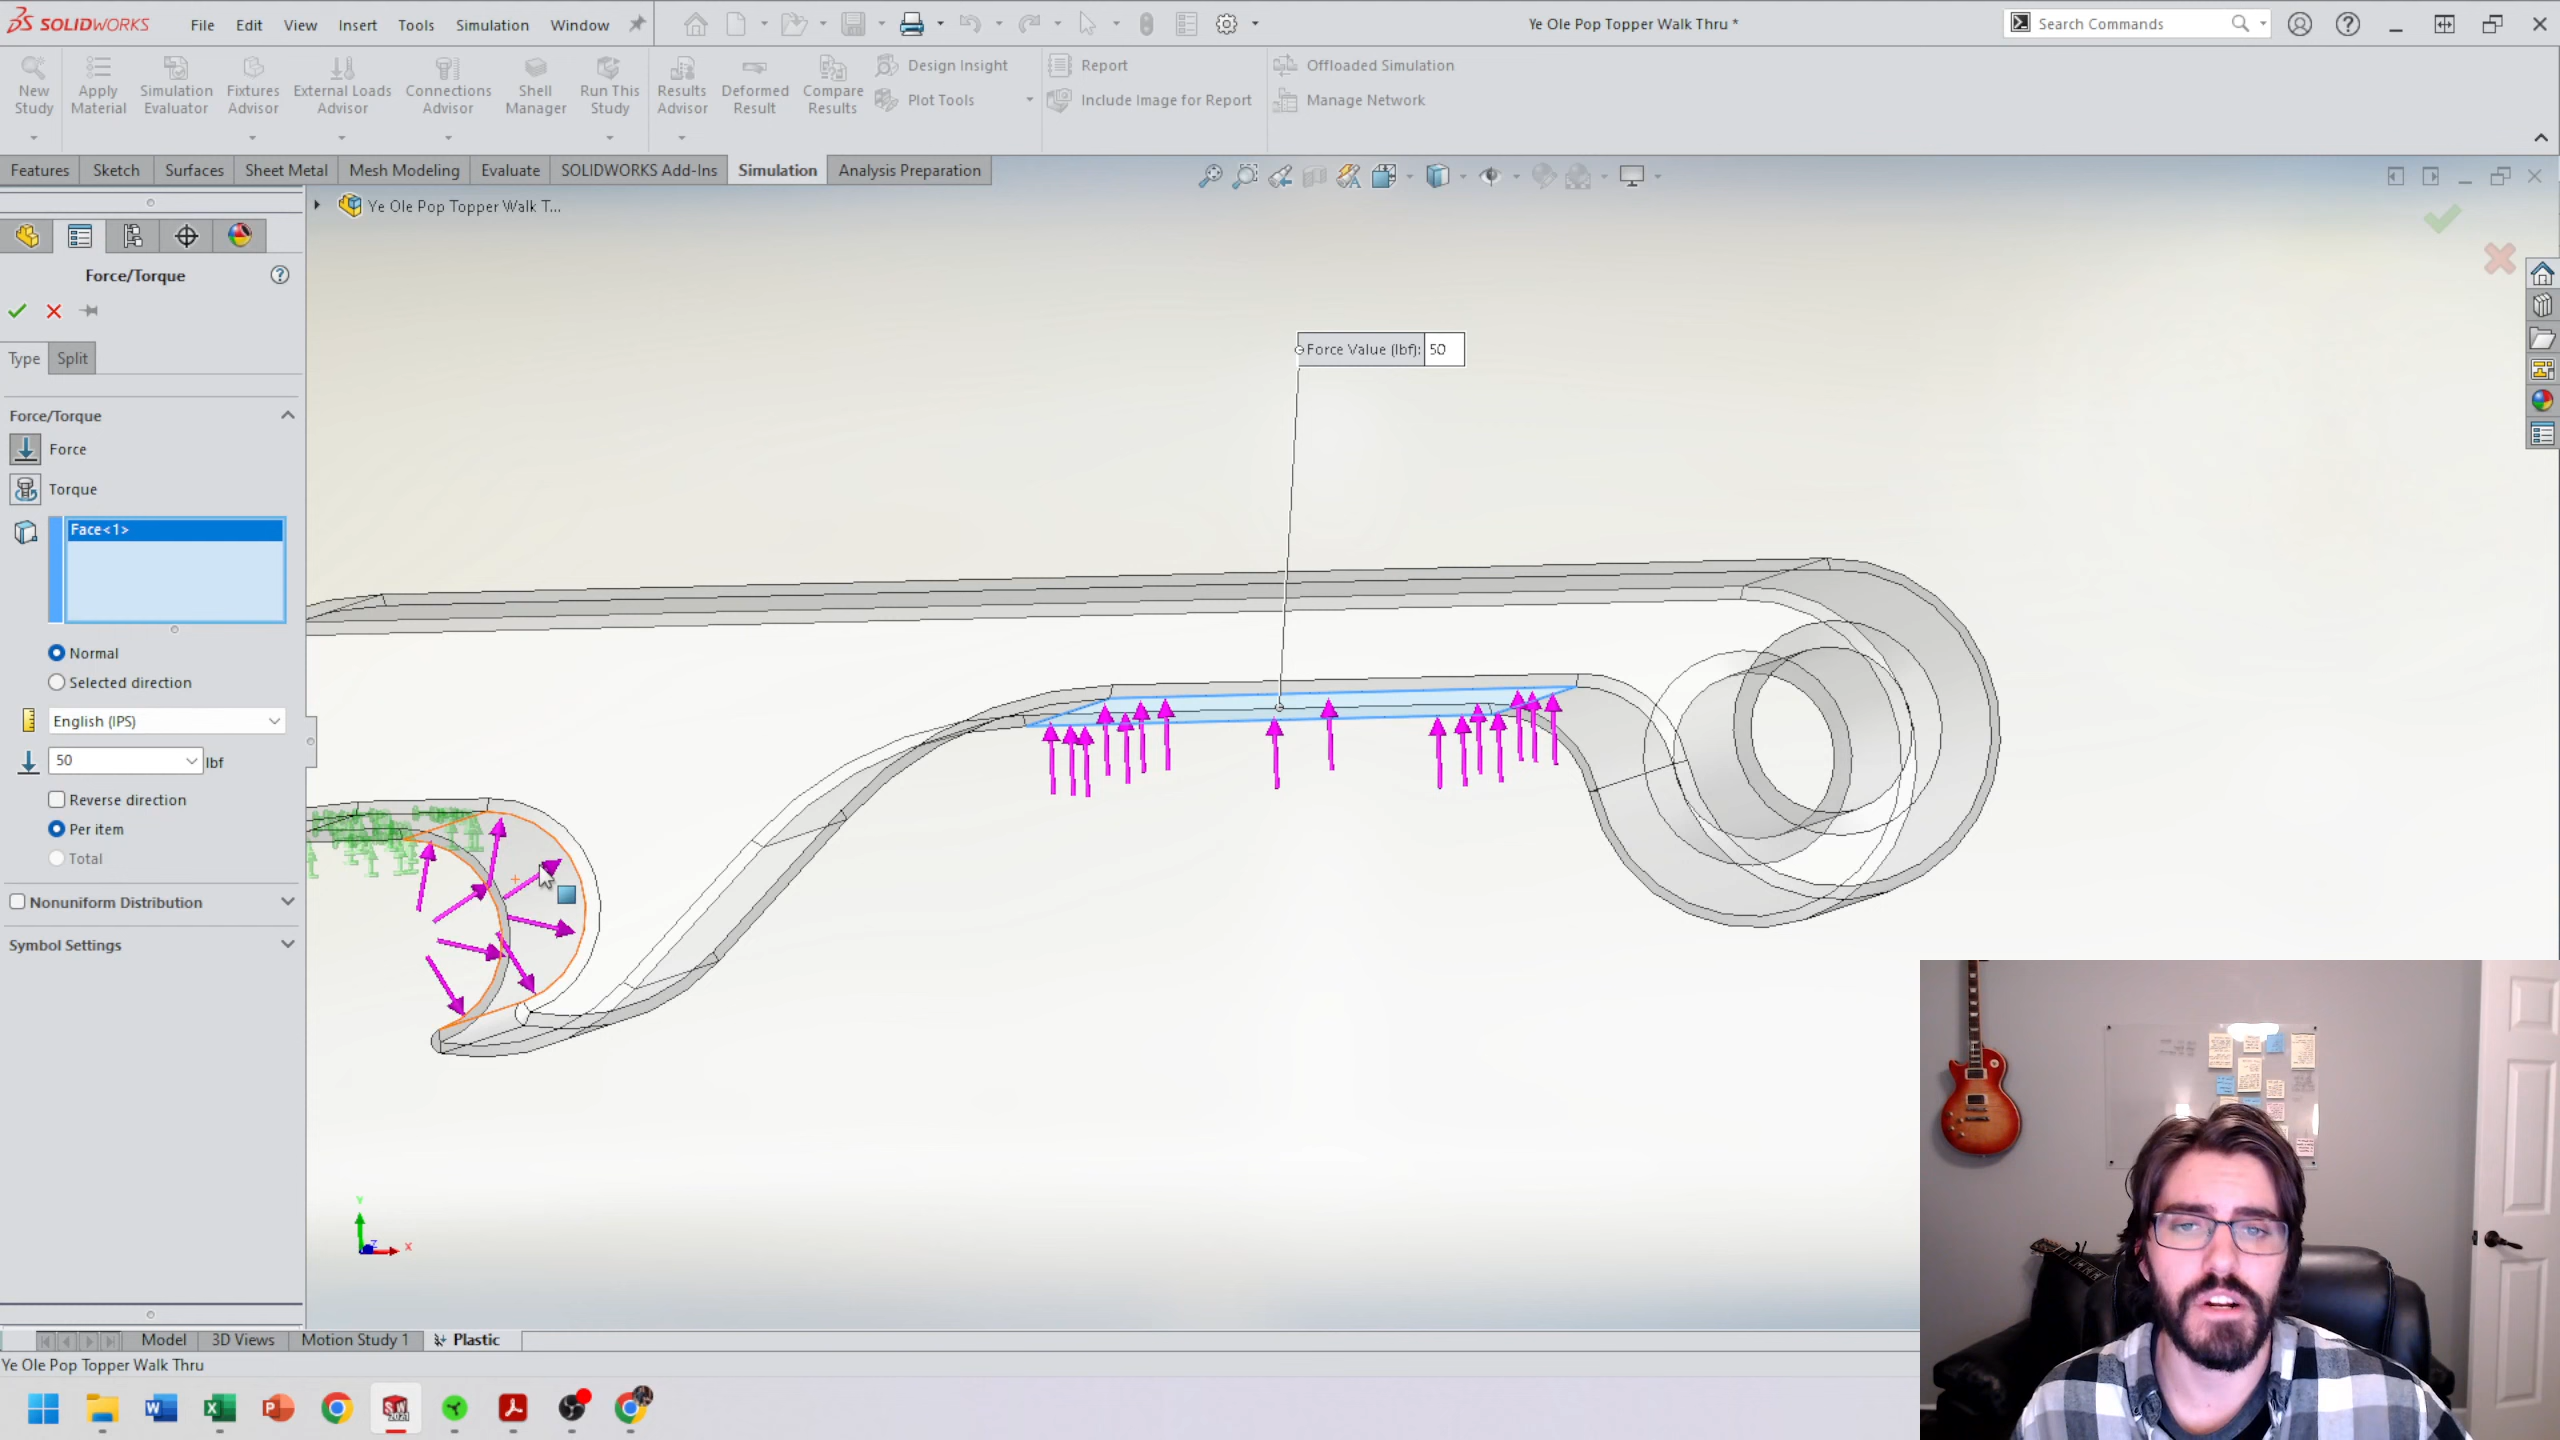 SOLIDWORKS File Edit View Insert Tools Simulation Window Ye Ole Pop Topper Walk Thru * Search Commands
New Study
Apply Material
Simulation Evaluator
Fixtures Advisor
External Loads Advisor
Connections Advisor
Shell Manager
Run This Study
Results Advisor
Deformed Result
Compare Results
Design Insight
Plot Tools
Report
Include Image for Report
Offloaded Simulation
Manage Network
Features Sketch Surfaces Sheet Metal Mesh Modeling Evaluate SOLIDWORKS Add-Ins Simulation Analysis Preparation
Ye Ole Pop Topper Walk T...
Force/Torque
Type Split
Force/Torque
Force
Torque
Face<1>
Normal
Selected direction
English (IPS)
50 lbf
Reverse direction
Per item
Total
Nonuniform Distribution
Symbol Settings
Force Value (lbf): 50
Y
Z
X
Model 3D Views Motion Study 1 Plastic
Ye Ole Pop Topper Walk Thru